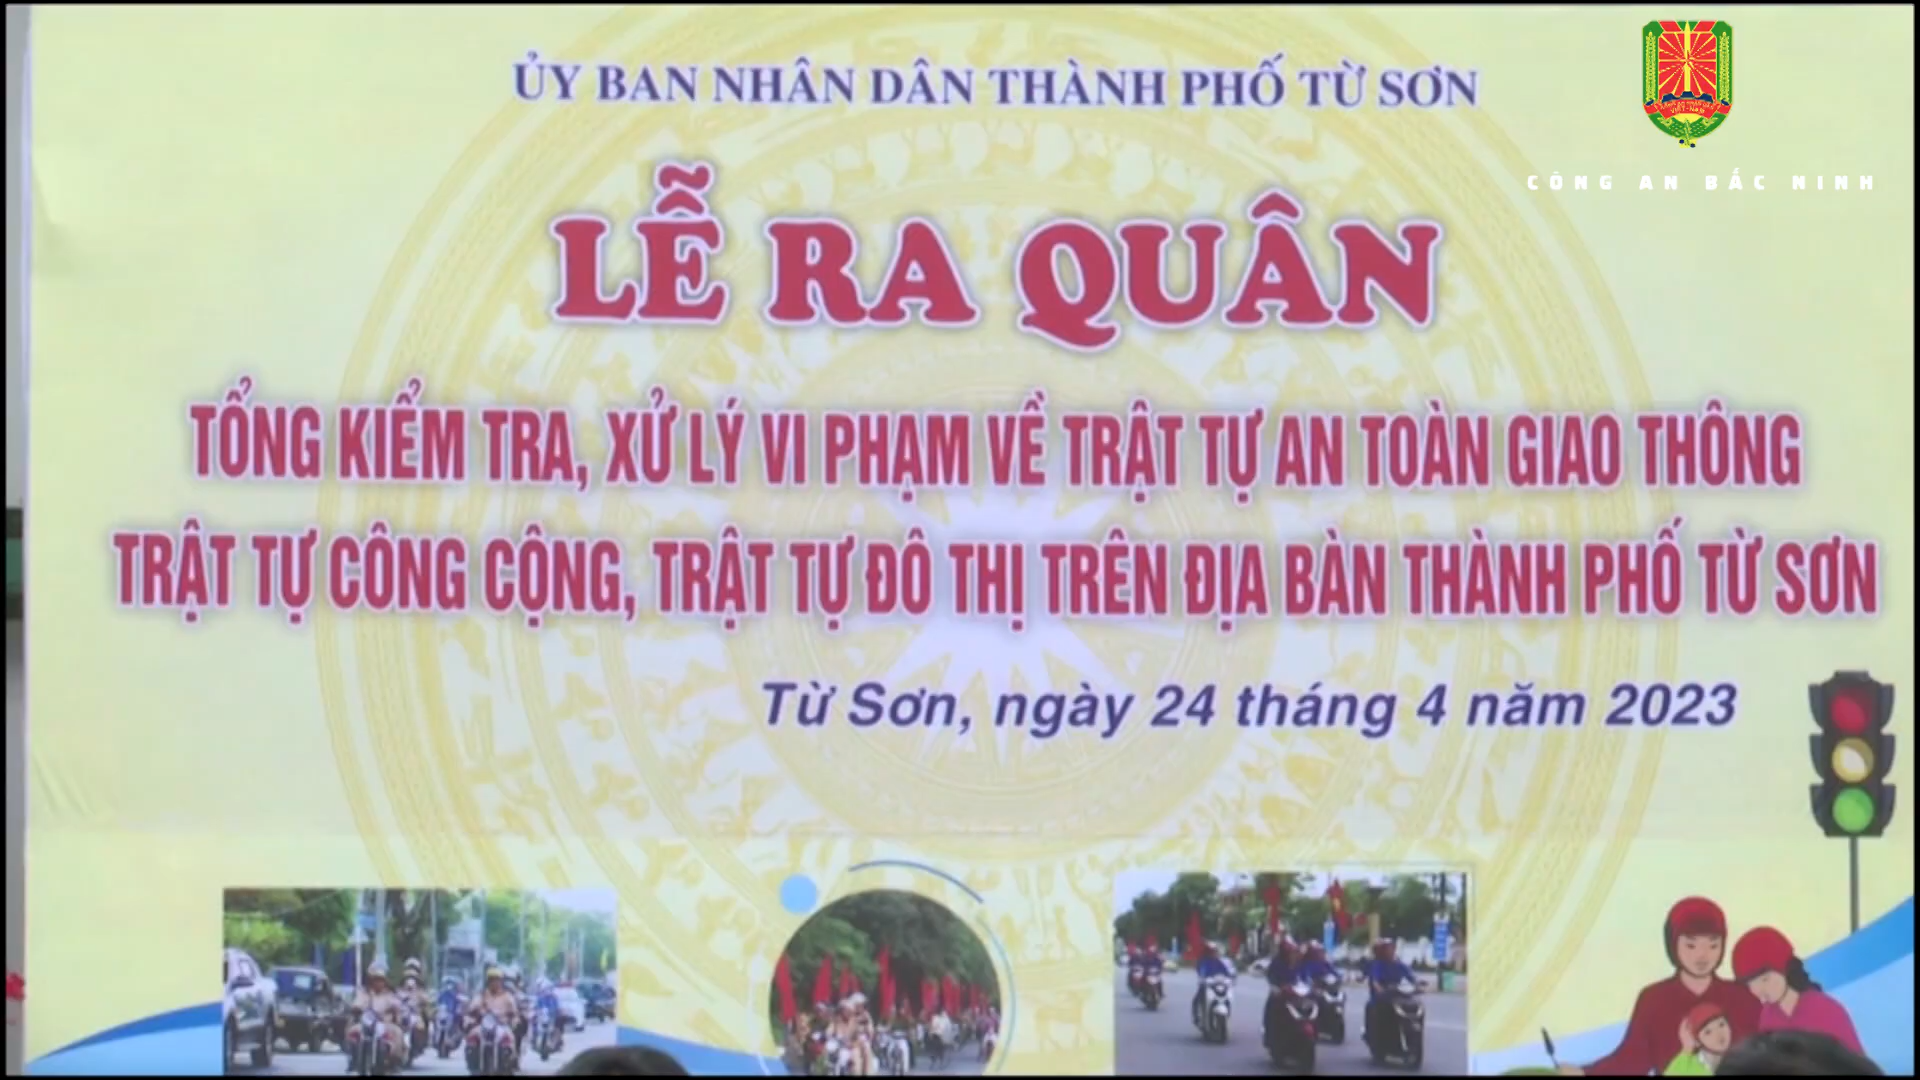 ỦY BAN NHÂN DÂN THÀNH PHỐ TỪ SƠN
CÔNG AN BẮC NINH
LỄ RA QUÂN
TỔNG KIỂM TRA, XỬ LÝ VI PHẠM VỀ TRẬT TỰ AN TOÀN GIAO THÔNG
TRẬT TỰ CÔNG CỘNG, TRẬT TỰ ĐÔ THỊ TRÊN ĐỊA BÀN THÀNH PHỐ TỪ SƠN
Từ Sơn, ngày 24 tháng 4 năm 2023